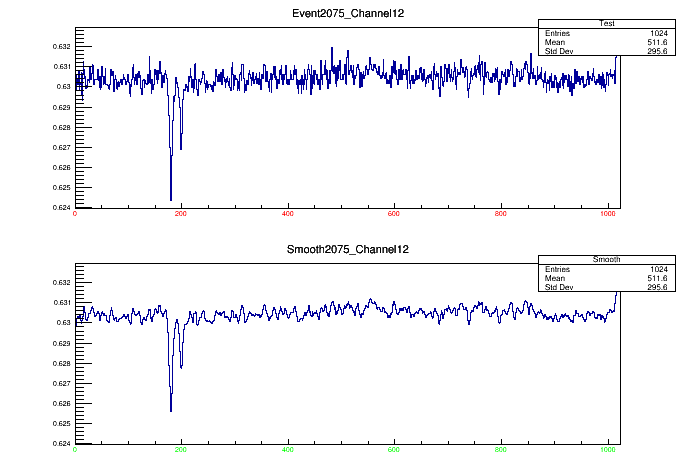 Event2075_Channel12
Test
Entries 1024
Mean 511.6
Std Dev 295.6
0.632
0.631
0.63
0.629
0.628
0.627
0.626
0.625
0.624
0 200 400 600 800 1000
Smooth2075_Channel12
Smooth
Entries 1024
Mean 511.6
Std Dev 295.6
0.632
0.631
0.63
0.629
0.628
0.627
0.626
0.625
0.624
0 200 400 600 800 1000